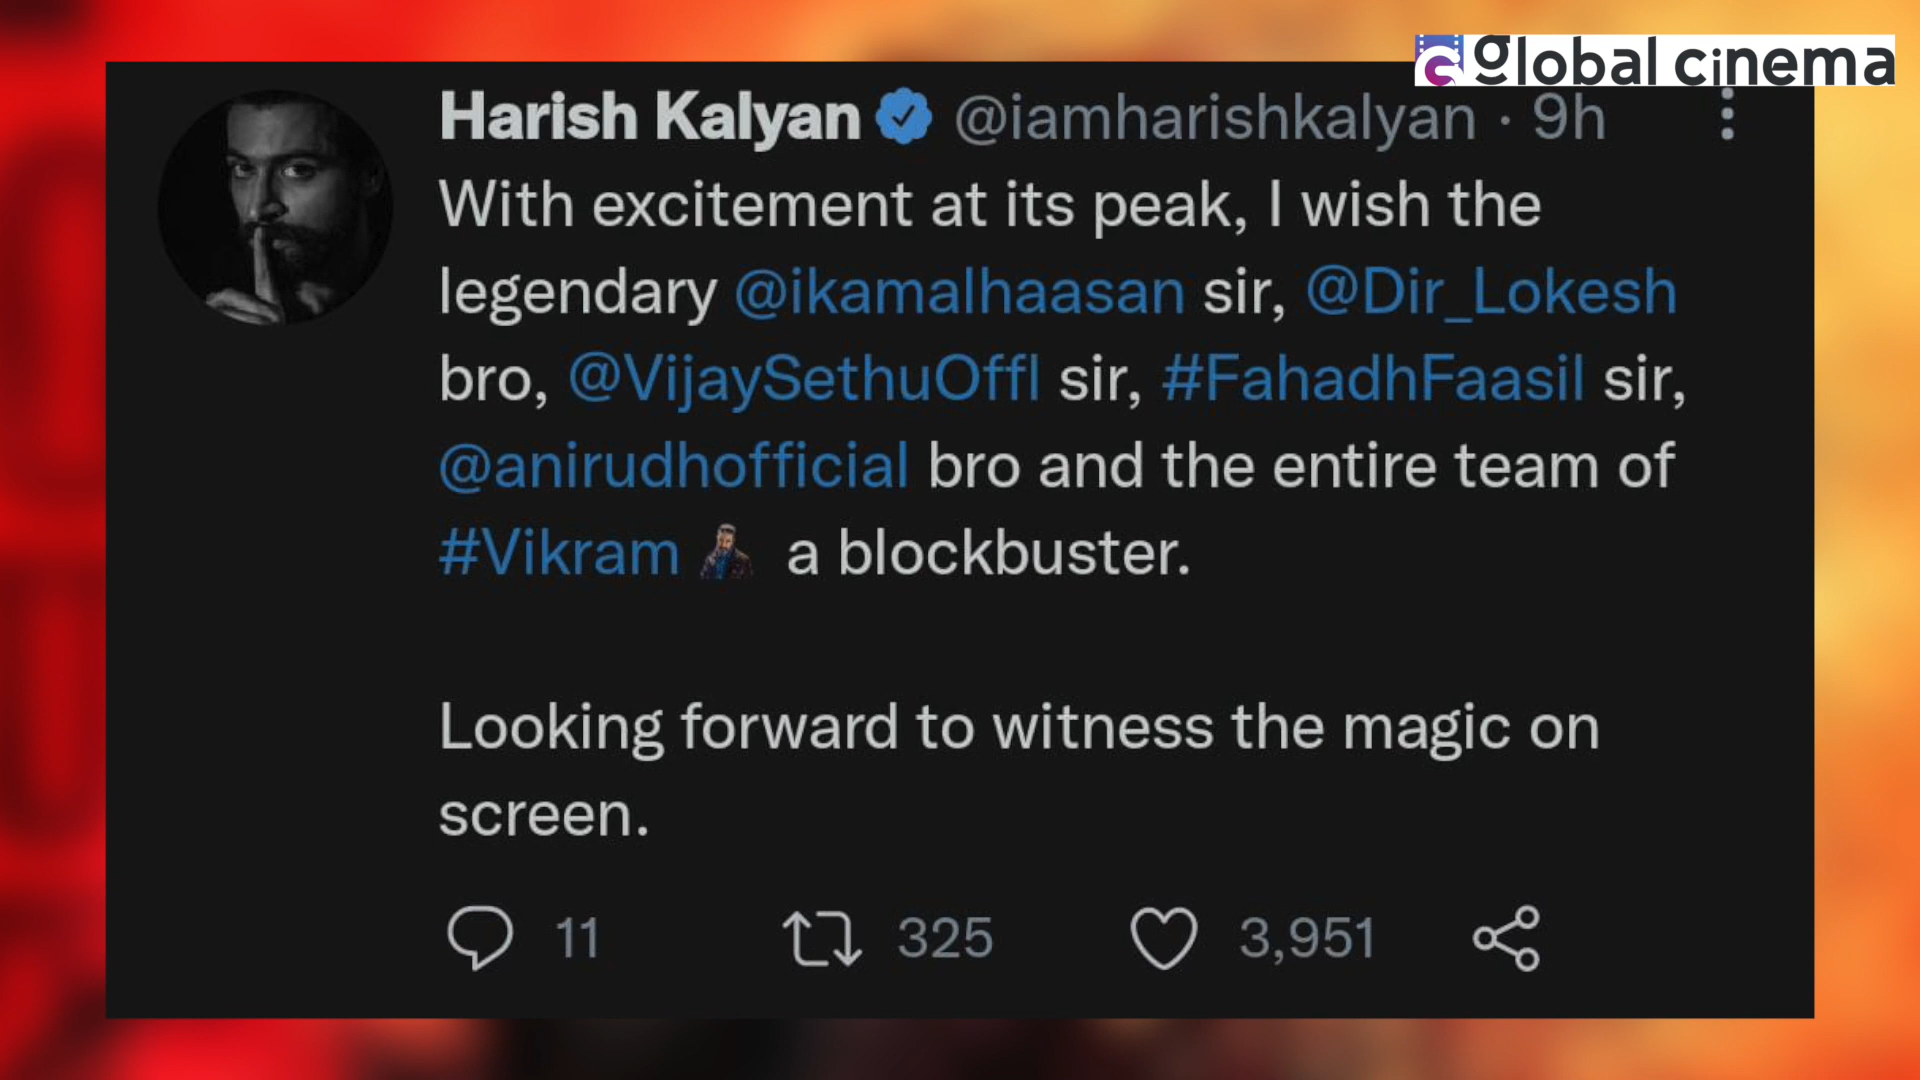 global cinema
Harish Kalyan @iamharishkalyan · 9h
With excitement at its peak, I wish the
legendary @ikamalhaasan sir, @Dir_Lokesh
bro, @VijaySethuOffl sir, #FahadhFaasil sir,
@anirudhofficial bro and the entire team of
#Vikram a blockbuster.
Looking forward to witness the magic on
screen.
11 325 3,951